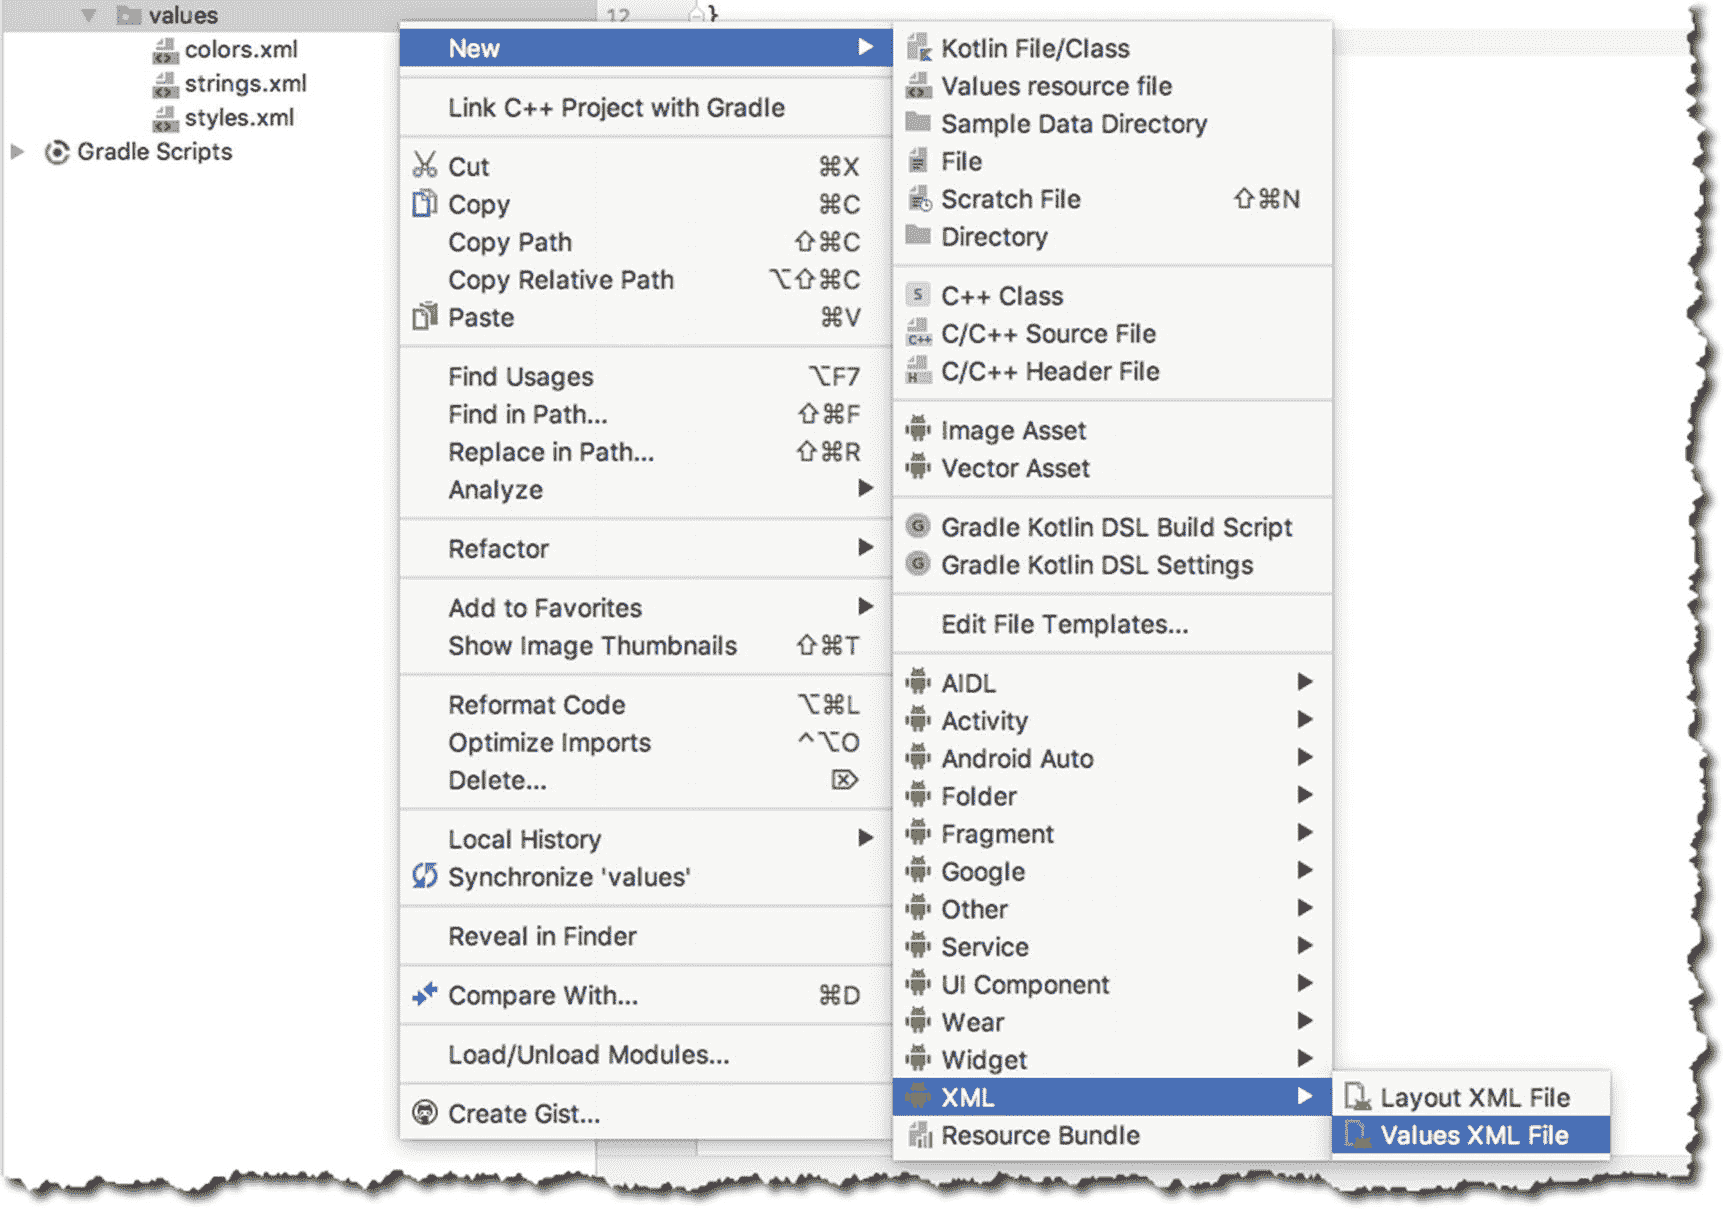 values
colors.xml
strings.xml
styles.xml
Gradle Scripts
12 }
New
Link C++ Project with Gradle
Cut ⌘X
Copy ⌘C
Copy Path ⇧⌘C
Copy Relative Path ⌥⇧⌘C
Paste ⌘V
Find Usages ⌥F7
Find in Path... ⇧⌘F
Replace in Path... ⇧⌘R
Analyze
Refactor
Add to Favorites
Show Image Thumbnails ⇧⌘T
Reformat Code ⌥⌘L
Optimize Imports ^⌥O
Delete... ⌦
Local History
Synchronize 'values'
Reveal in Finder
Compare With... ⌘D
Load/Unload Modules...
Create Gist...
Kotlin File/Class
Values resource file
Sample Data Directory
File
Scratch File ⇧⌘N
Directory
S C++ Class
C++ C/C++ Source File
H C/C++ Header File
Image Asset
Vector Asset
G Gradle Kotlin DSL Build Script
G Gradle Kotlin DSL Settings
Edit File Templates...
AIDL
Activity
Android Auto
Folder
Fragment
Google
Other
Service
UI Component
Wear
Widget
XML
Resource Bundle
Layout XML File
Values XML File